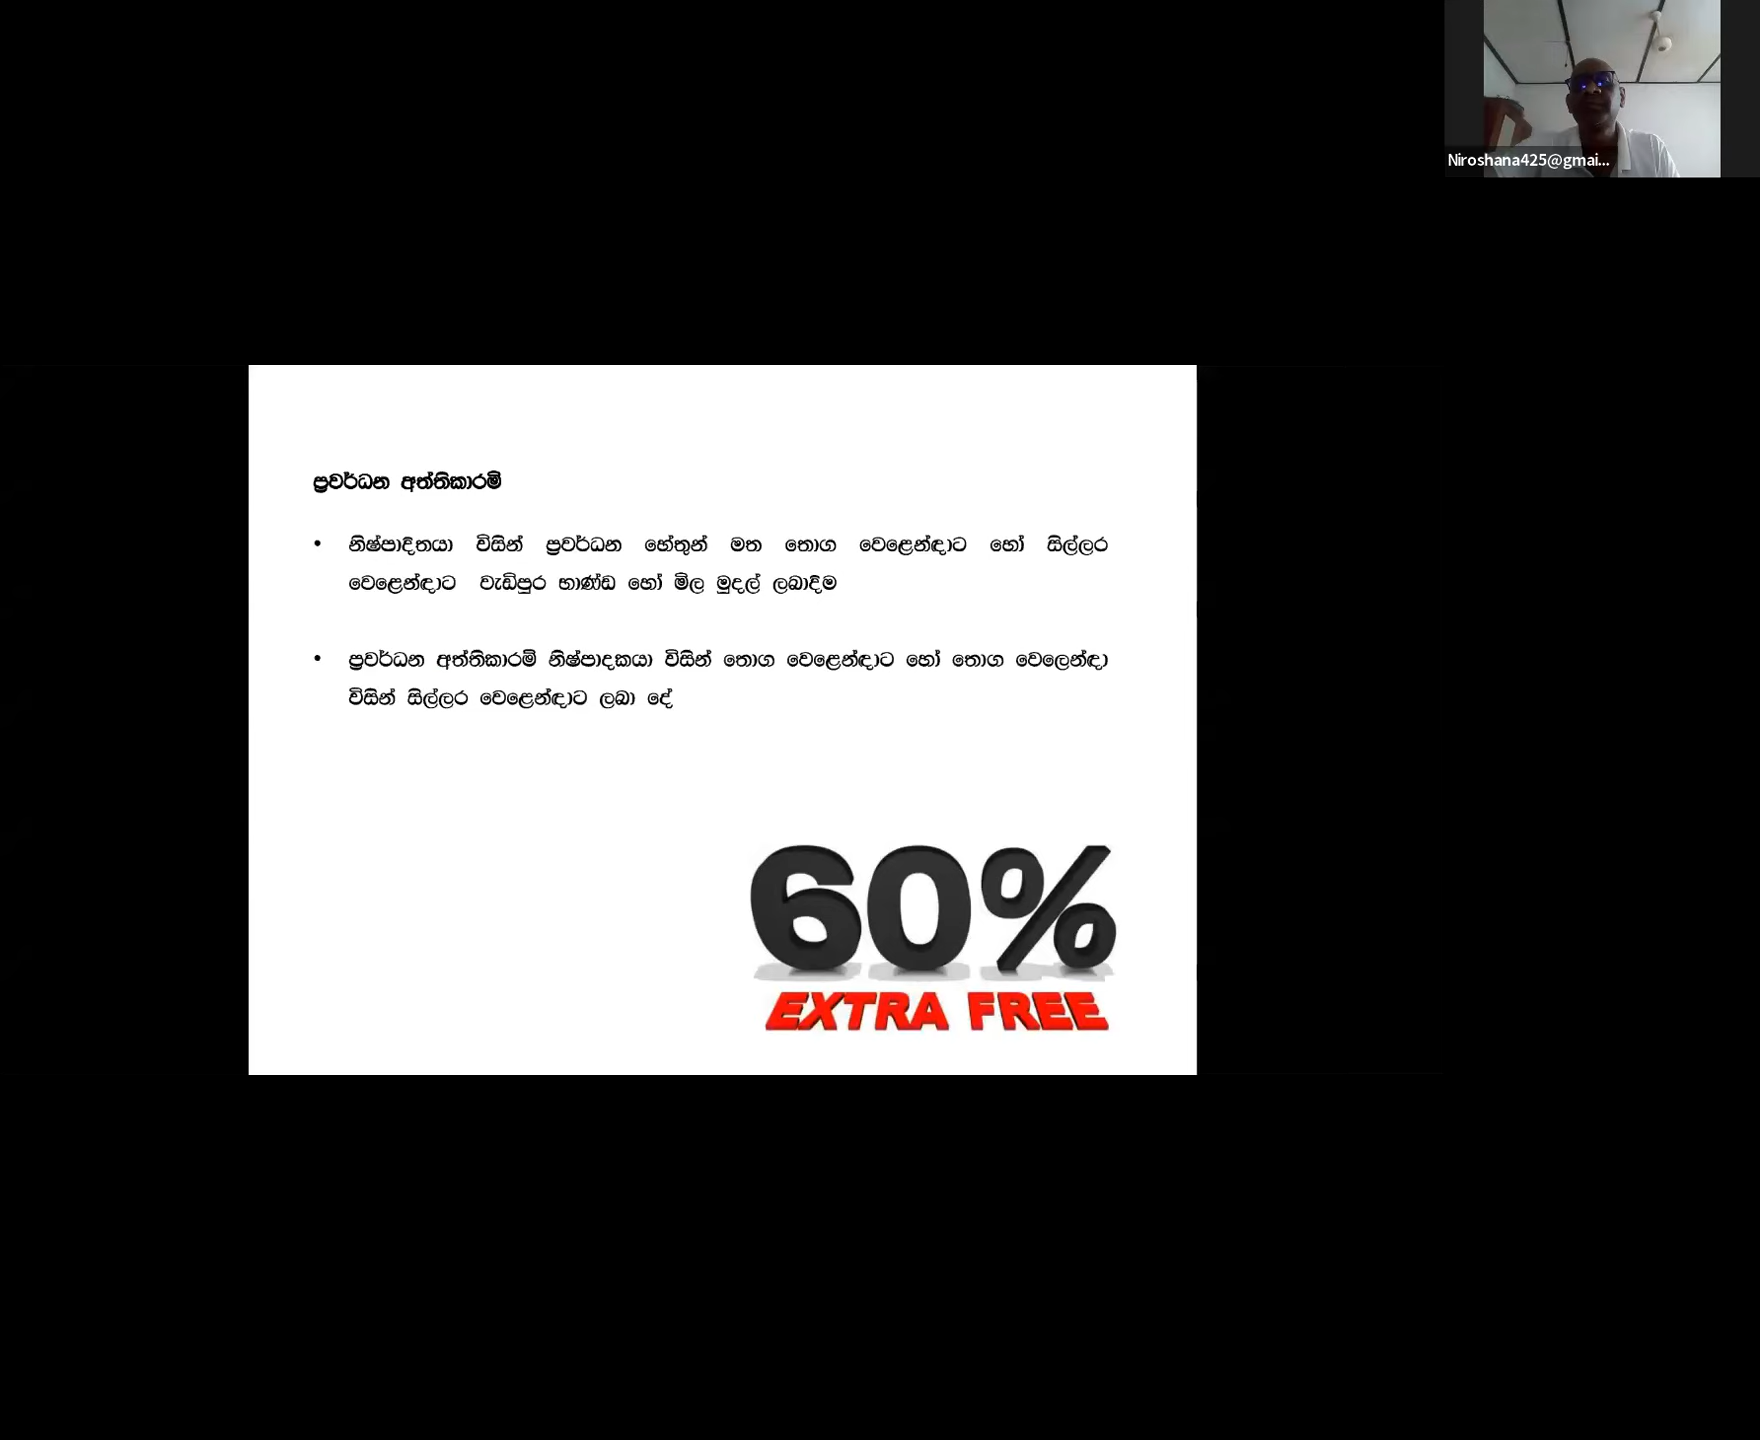 Niroshana425@gmai...
ප්‍රවර්ධන අත්තිකාරම්
• නිෂ්පාදිතයා විසින් ප්‍රවර්ධන හේතුන් මත තොග වෙළෙන්ඳාට හෝ සිල්ලර
වෙළෙන්ඳාට වැඩිපුර භාණ්ඩ හෝ මිල මුදල් ලබාදීම
• ප්‍රවර්ධන අත්තිකාරම් නිෂ්පාදකයා විසින් තොග වෙළෙන්ඳාට හෝ තොග වෙලෙන්ඳා
විසින් සිල්ලර වෙළෙන්ඳාට ලබා දේ
60%
EXTRA FREE